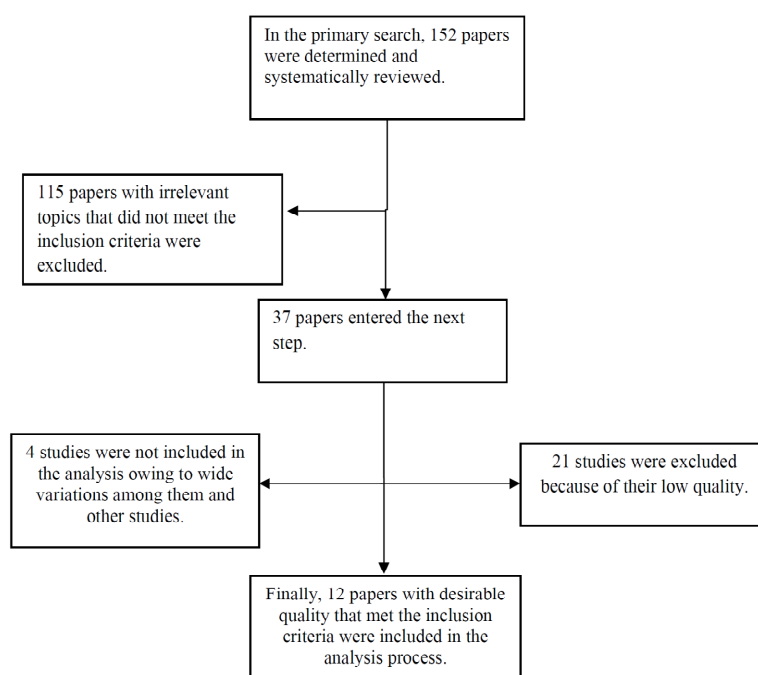 In the primary search, 152 papers
were determined and
systematically reviewed.
115 papers with irrelevant
topics that did not meet the
inclusion criteria were
excluded.
37 papers entered the next
step.
4 studies were not included in
the analysis owing to wide
variations among them and
other studies.
21 studies were excluded
because of their low quality.
Finally, 12 papers with desirable
quality that met the inclusion
criteria were included in the
analysis process.